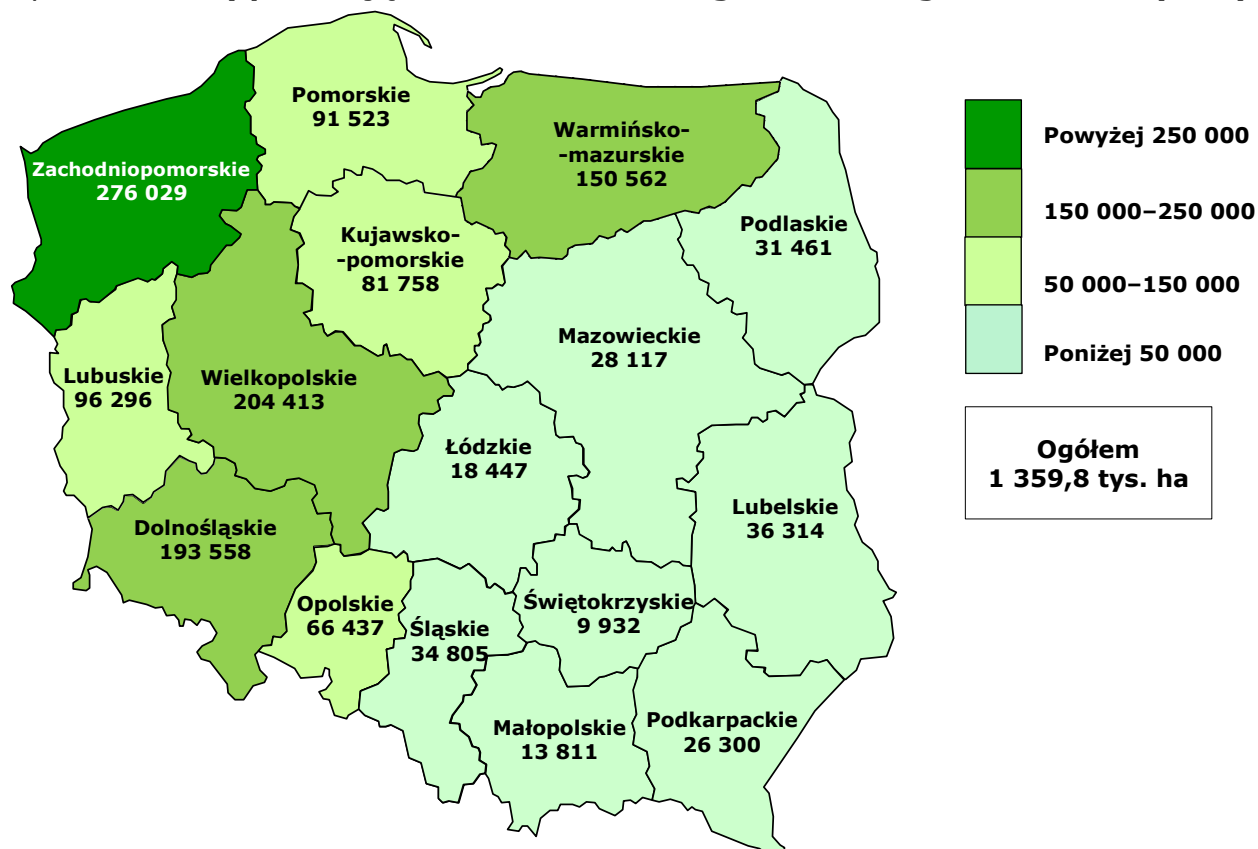 Pomorskie
91 523
Warmińsko-
-mazurskie
150 562
Zachodniopomorskie
276 029
Podlaskie
31 461
Kujawsko-
-pomorskie
81 758
Mazowieckie
28 117
Lubuskie
96 296
Wielkopolskie
204 413
Łódzkie
18 447
Lubelskie
36 314
Dolnośląskie
193 558
Opolskie
66 437
Śląskie
34 805
Świętokrzyskie
9 932
Małopolskie
13 811
Podkarpackie
26 300
Powyżej 250 000
150 000–250 000
50 000–150 000
Poniżej 50 000
Ogółem
1 359,8 tys. ha